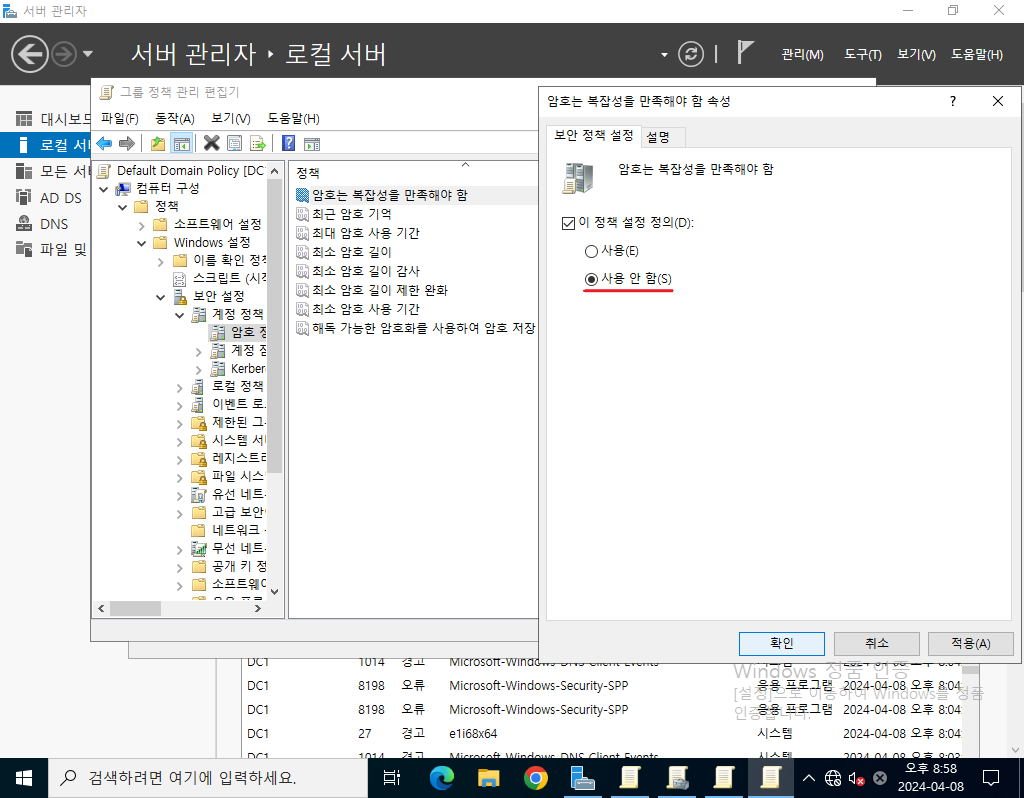 서버 관리자
서버 관리자 ‣ 로컬 서버
관리(M) 도구(T) 보기(V) 도움말(H)
대시보드
로컬 서버
모든 서
AD DS
DNS
파일 및
그룹 정책 관리 편집기
파일(F) 동작(A) 보기(V) 도움말(H)
Default Domain Policy [DC
컴퓨터 구성
정책
소프트웨어 설정
Windows 설정
이름 확인 정책
스크립트 (시작
보안 설정
계정 정책
암호 정
계정 잠
Kerber
로컬 정책
이벤트 로
제한된 그
시스템 서
레지스트리
파일 시스
유선 네트
고급 보안
네트워크
무선 네트
공개 키 정
소프트웨어
정책
암호는 복잡성을 만족해야 함
최근 암호 기억
최대 암호 사용 기간
최소 암호 길이
최소 암호 길이 감사
최소 암호 길이 제한 완화
최소 암호 사용 기간
해독 가능한 암호화를 사용하여 암호 저장
암호는 복잡성을 만족해야 함 속성
? 
보안 정책 설정 설명
암호는 복잡성을 만족해야 함
이 정책 설정 정의(D):
사용(E)
사용 안 함(S)
확인 취소 적용(A)
DC1 1014 경고 Microsoft-Windows-DNS Client Events 시스템 2024-04-08 오후 8:04
DC1 8198 오류 Microsoft-Windows-Security-SPP 응용 프로그램 2024-04-08 오후 8:04
DC1 8198 오류 Microsoft-Windows-Security-SPP 응용 프로그램 2024-04-08 오후 8:04
DC1 27 경고 e1i68x64 시스템 2024-04-08 오후 8:04
DC1 1014 경고 Microsoft-Windows-DNS Client Events 시스템 2024-04-08 오후 8:04
Windows 정품 인증
[설정]으로 이동하여 Windows를 정품
인증합니다.
검색하려면 여기에 입력하세요.
오후 8:58
2024-04-08